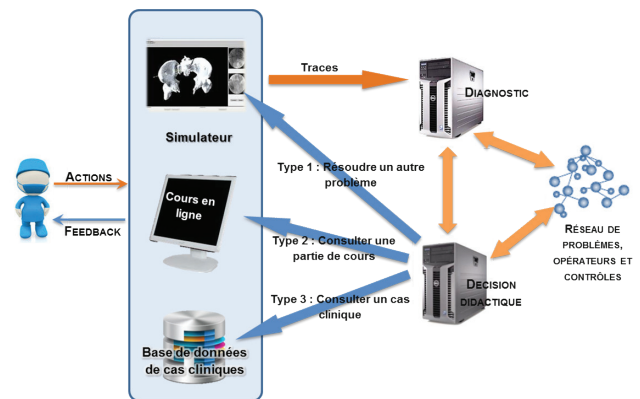 Traces
DIAGNOSTIC
Simulateur
Type 1 : Résoudre un autre
problème
ACTIONS
Cours en
ligne
FEEDBACK
RÉSEAU DE
PROBLÈMES,
OPÉRATEURS ET
CONTRÔLES
Type 2 : Consulter une
partie de cours
DECISION
DIDACTIQUE
Type 3 : Consulter un cas
clinique
Base de données
de cas cliniques